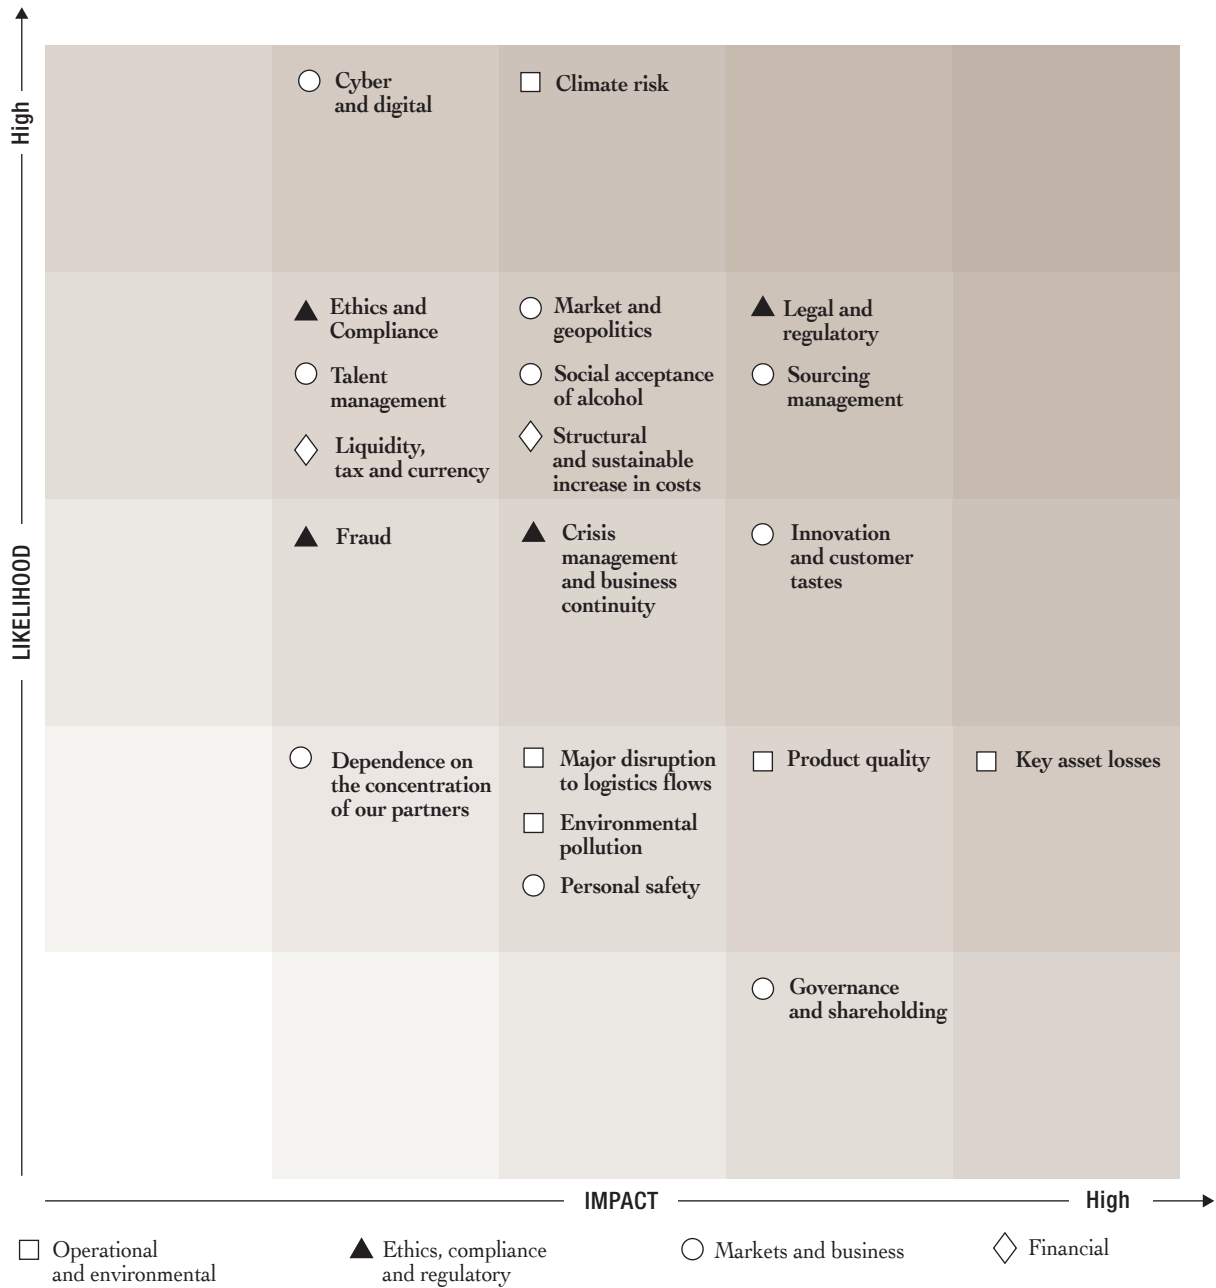 High
LIKELIHOOD
Cyber
and digital
Climate risk
Ethics and
Compliance
Market and
geopolitics
Legal and
regulatory
Talent
management
Social acceptance
of alcohol
Sourcing
management
Liquidity,
tax and currency
Structural
and sustainable
increase in costs
Fraud
Crisis
management
and business
continuity
Innovation
and customer
tastes
Dependence on
the concentration
of our partners
Major disruption
to logistics flows
Product quality
Key asset losses
Environmental
pollution
Personal safety
Governance
and shareholding
IMPACT
High
Operational
and environmental
Ethics, compliance
and regulatory
Markets and business
Financial